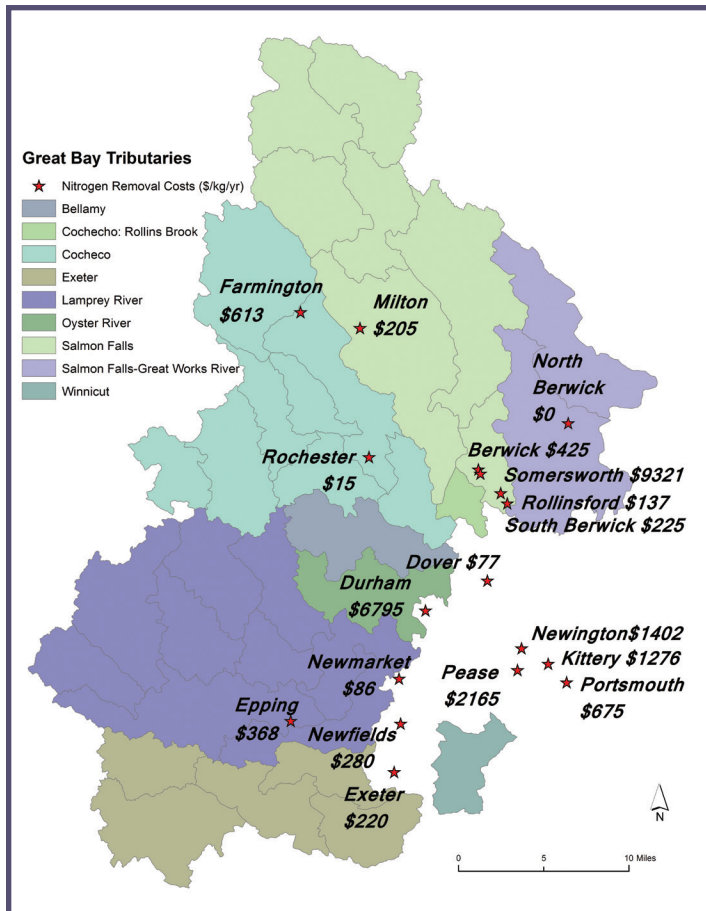 Great Bay Tributaries
Nitrogen Removal Costs ($/kg/yr)
Bellamy
Cochecho: Rollins Brook
Cocheco
Exeter
Lamprey River
Oyster River
Salmon Falls
Salmon Falls-Great Works River
Winnicut
Farmington
$613
Milton
$205
North
Berwick
$0
Berwick $425
Somersworth $9321
Rochester
$15
Rollinsford $137
South Berwick $225
Dover $77
Durham
$6795
Newington$1402
Kittery $1276
Newmarket
$86
Pease
$2165
Portsmouth
$675
Epping
$368
Newfields
$280
Exeter
$220
N
0 5 10 Miles